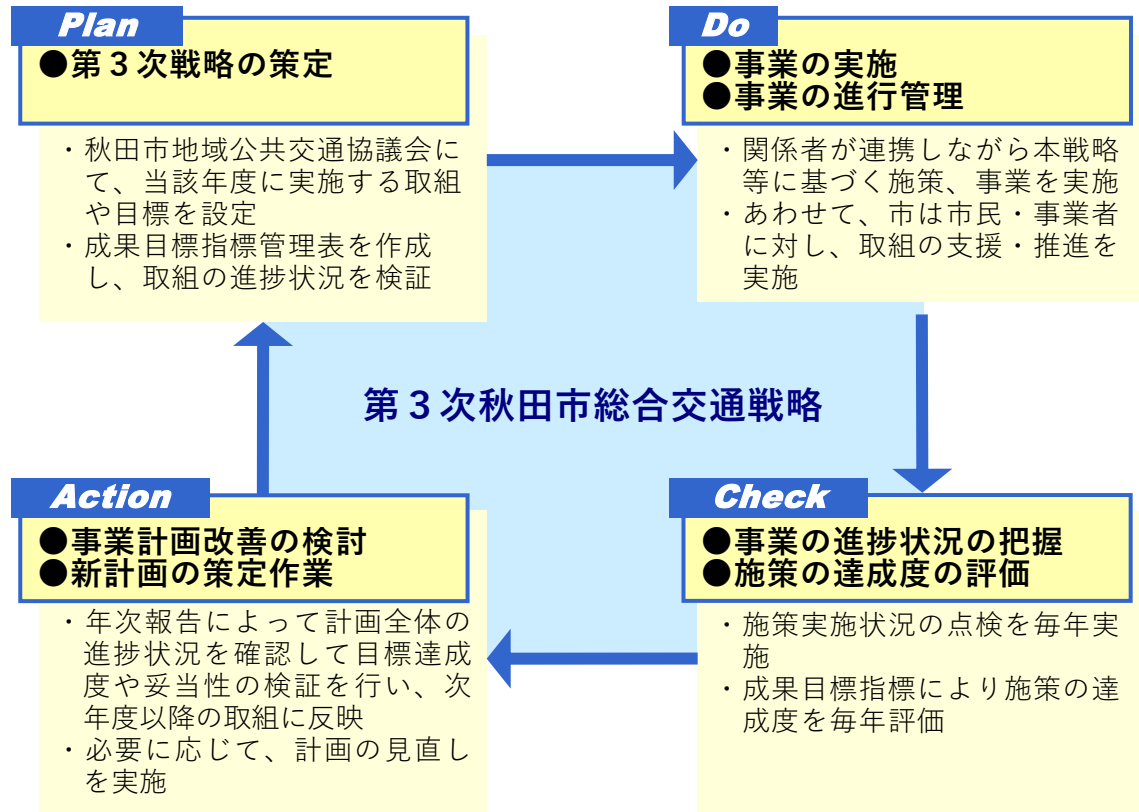 Plan
●第３次戦略の策定
・秋田市地域公共交通協議会に
て、当該年度に実施する取組
や目標を設定
・成果目標指標管理表を作成
し、取組の進捗状況を検証
Do
●事業の実施
●事業の進行管理
・関係者が連携しながら本戦略
等に基づく施策、事業を実施
・あわせて、市は市民・事業者
に対し、取組の支援・推進を
実施
第３次秋田市総合交通戦略
Action
●事業計画改善の検討
●新計画の策定作業
・年次報告によって計画全体の
進捗状況を確認して目標達成
度や妥当性の検証を行い、次
年度以降の取組に反映
・必要に応じて、計画の見直し
を実施
Check
●事業の進捗状況の把握
●施策の達成度の評価
・施策実施状況の点検を毎年実
施
・成果目標指標により施策の達
成度を毎年評価